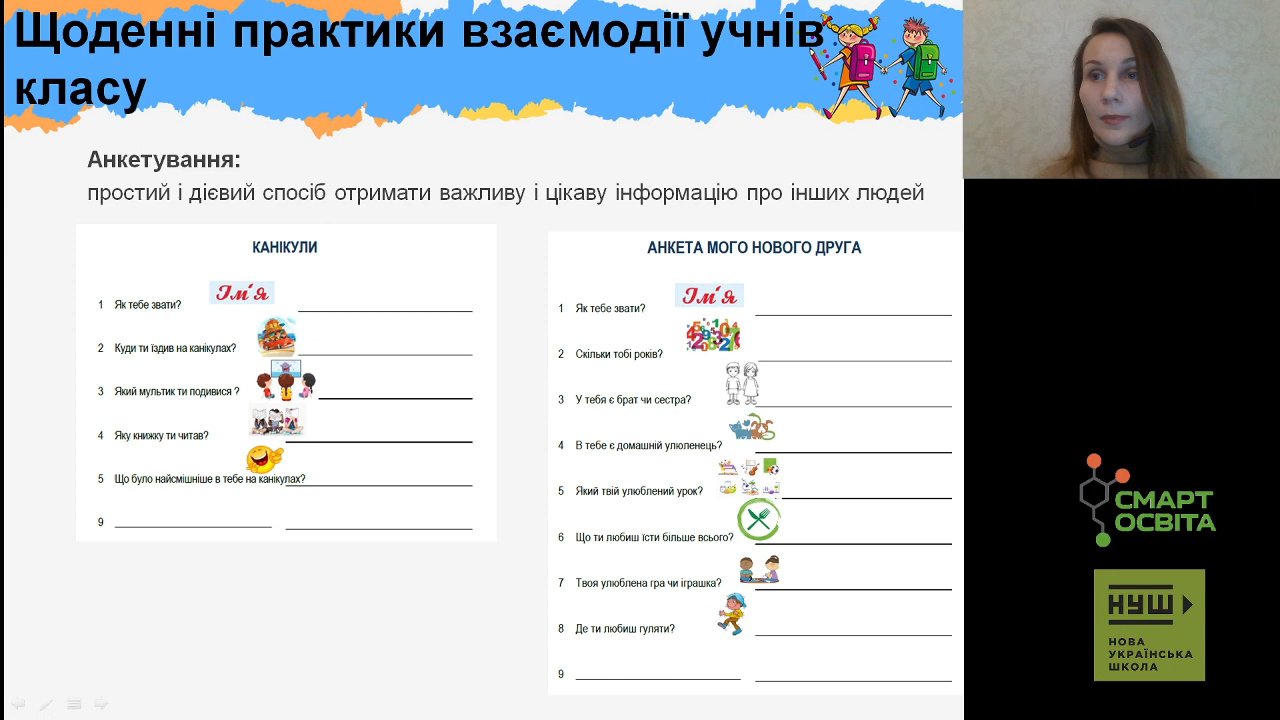 Щоденні практики взаємодії учнів
класу
Анкетування:
простий і дієвий спосіб отримати важливу і цікаву інформацію про інших людей
КАНІКУЛИ
1 Як тебе звати? Ім'я
2 Куди ти їздив на канікулах?
3 Який мультик ти подивися ?
4 Яку книжку ти читав?
5 Що було найсмішніше в тебе на канікулах?
9
АНКЕТА МОГО НОВОГО ДРУГА
1 Як тебе звати? Ім'я
2 Скільки тобі років?
3 У тебя є брат чи сестра?
4 В тебе є домашній улюленець?
5 Який твій улюблений урок?
6 Що ти любиш їсти більше всього?
7 Твоя улюблена гра чи іграшка?
8 Де ти любиш гуляти?
9
СМАРТ
ОСВІТА
НУШ
НОВА
УКРАЇНСЬКА
ШКОЛА